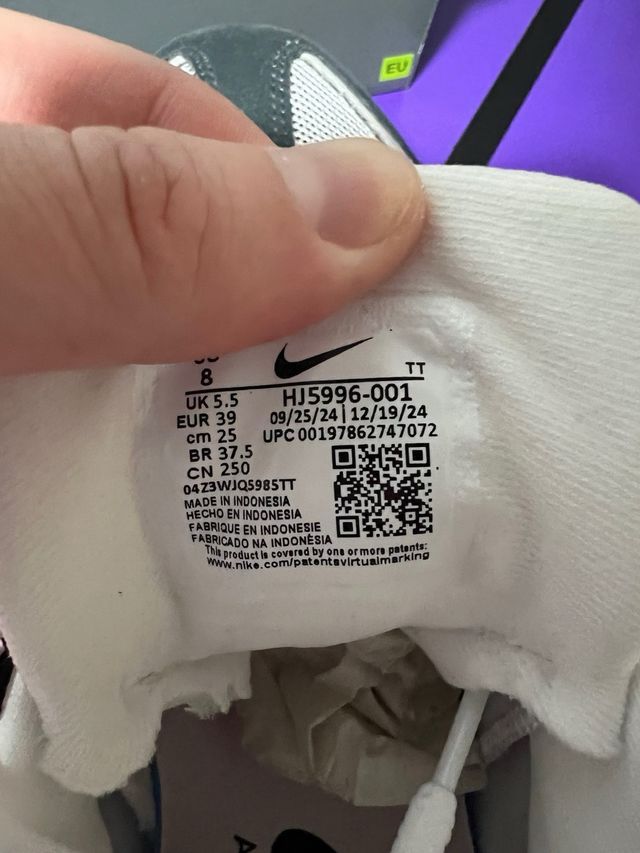 EU
8
TT
UK 5.5
EUR 39
cm 25
BR 37.5
CN 250
HJ5996-001
09/25/24 | 12/19/24
UPC 00197862747072
04Z3WJQ5985TT
MADE IN INDONESIA
HECHO EN INDONESIA
FABRIQUE EN INDONESIE
FABRICADO NA INDONÈSIA
This product is covered by one or more patents:
www.nike.com/patentsvirtualmarking
A